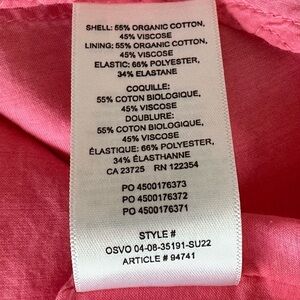 SHELL: 55% ORGANIC COTTON,
45% VISCOSE
LINING: 55% ORGANIC COTTON,
45% VISCOSE
ELASTIC: 66% POLYESTER,
34% ELASTANE
COQUILLE:
55% COTON BIOLOGIQUE,
45% VISCOSE
DOUBLURE:
55% COTON BIOLOGIQUE,
45% VISCOSE
ÉLASTIQUE: 66% POLYESTER,
34% ÉLASTHANNE
CA 23725 RN 122354
PO 4500176373
PO 4500176372
PO 4500176371
STYLE #
OSVO 04-08-35191-SU22
ARTICLE # 94741